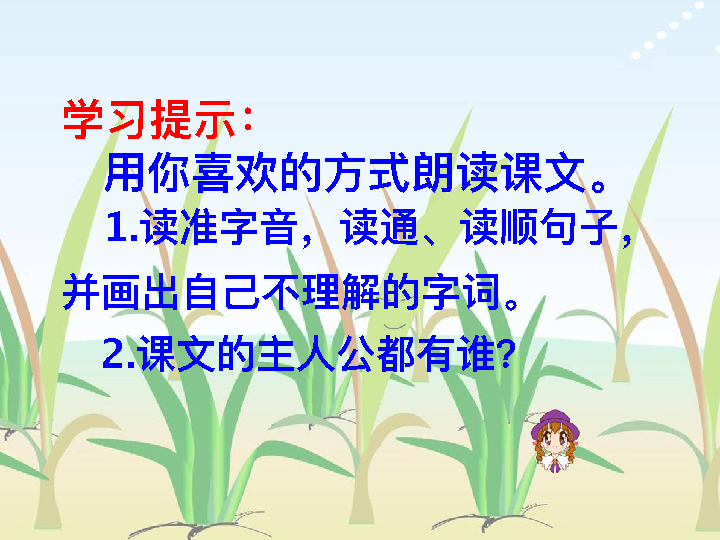 学习提示：
用你喜欢的方式朗读课文。
1.读准字音，读通、读顺句子，
并画出自己不理解的字词。
2.课文的主人公都有谁？